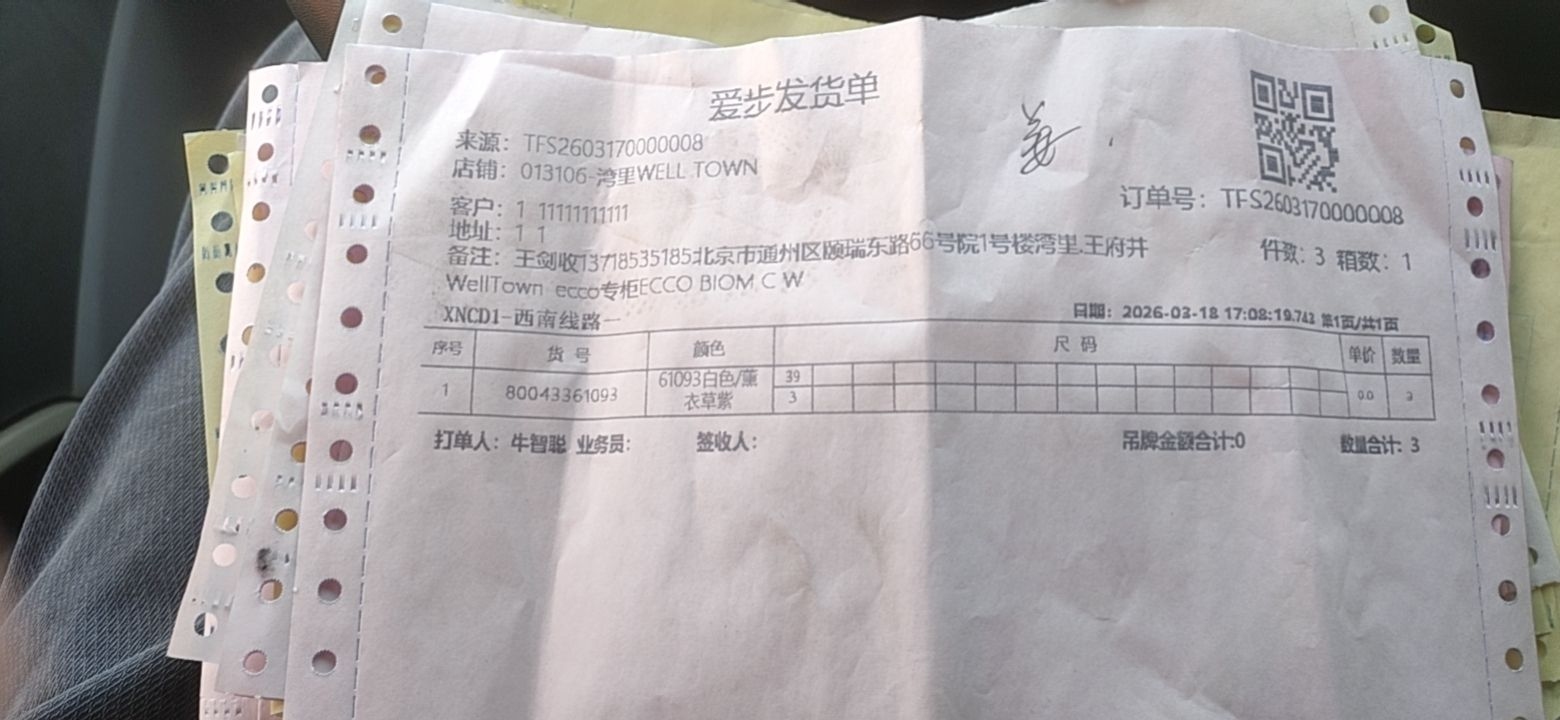 爱步发货单
来源：TFS2603170000008
店铺：013106-湾里WELL TOWN
订单号：TFS2603170000008
客户：1 11111111111
地址：1 1
备注：王剑收13718535185北京市通州区颐瑞东路66号院1号楼湾里.王府井
件数：3 箱数：1
WellTown ecco专柜ECCO BIOM C W
XNCD1-西南线路一
日期：2026-03-18 17:08:19.743 第1页/共1页
序号 货号 颜色 尺码 单价 数量
1 80043361093 61093白色/薰衣草紫 39 3 0.0 3
打单人：牛智聪 业务员： 签收人： 吊牌金额合计:0 数量合计：3